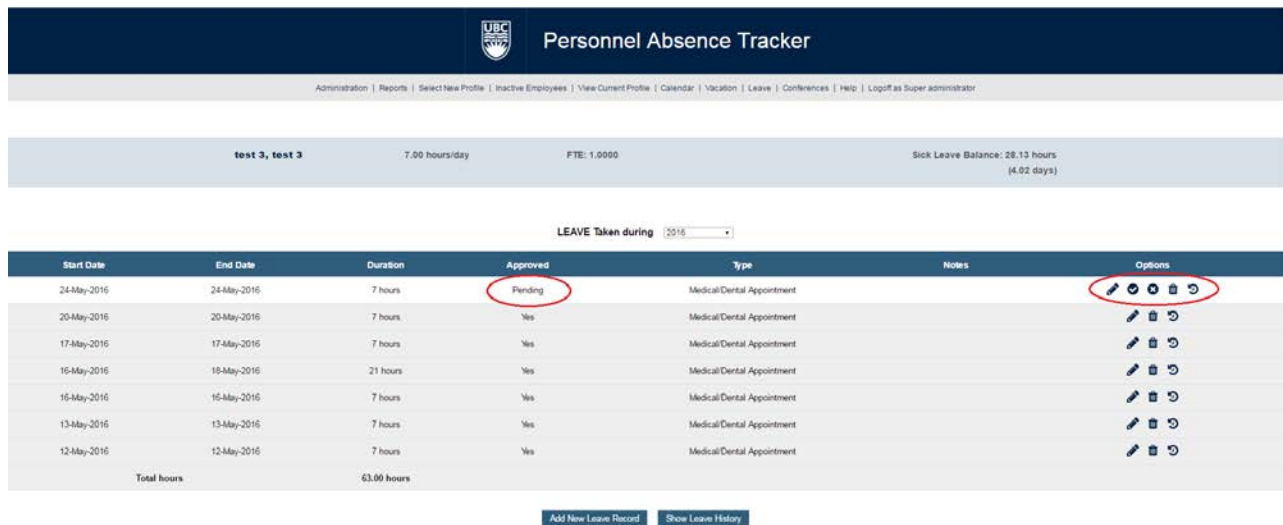 UBC
Personnel Absence Tracker
Administration | Reports | Select New Profile | Inactive Employees | View Current Profile | Calendar | Vacation | Leave | Conferences | Help | Logoff as Super administrator
test 3, test 3 7.00 hours/day FTE: 1.0000 Sick Leave Balance: 28.13 hours
(4.02 days)
LEAVE Taken during 2016
Start Date End Date Duration Approved Type Notes Options
24-May-2016 24-May-2016 7 hours Pending Medical/Dental Appointment
20-May-2016 20-May-2016 7 hours Yes Medical/Dental Appointment
17-May-2016 17-May-2016 7 hours Yes Medical/Dental Appointment
16-May-2016 18-May-2016 21 hours Yes Medical/Dental Appointment
16-May-2016 16-May-2016 7 hours Yes Medical/Dental Appointment
13-May-2016 13-May-2016 7 hours Yes Medical/Dental Appointment
12-May-2016 12-May-2016 7 hours Yes Medical/Dental Appointment
Total hours 63.00 hours
Add New Leave Record Show Leave History